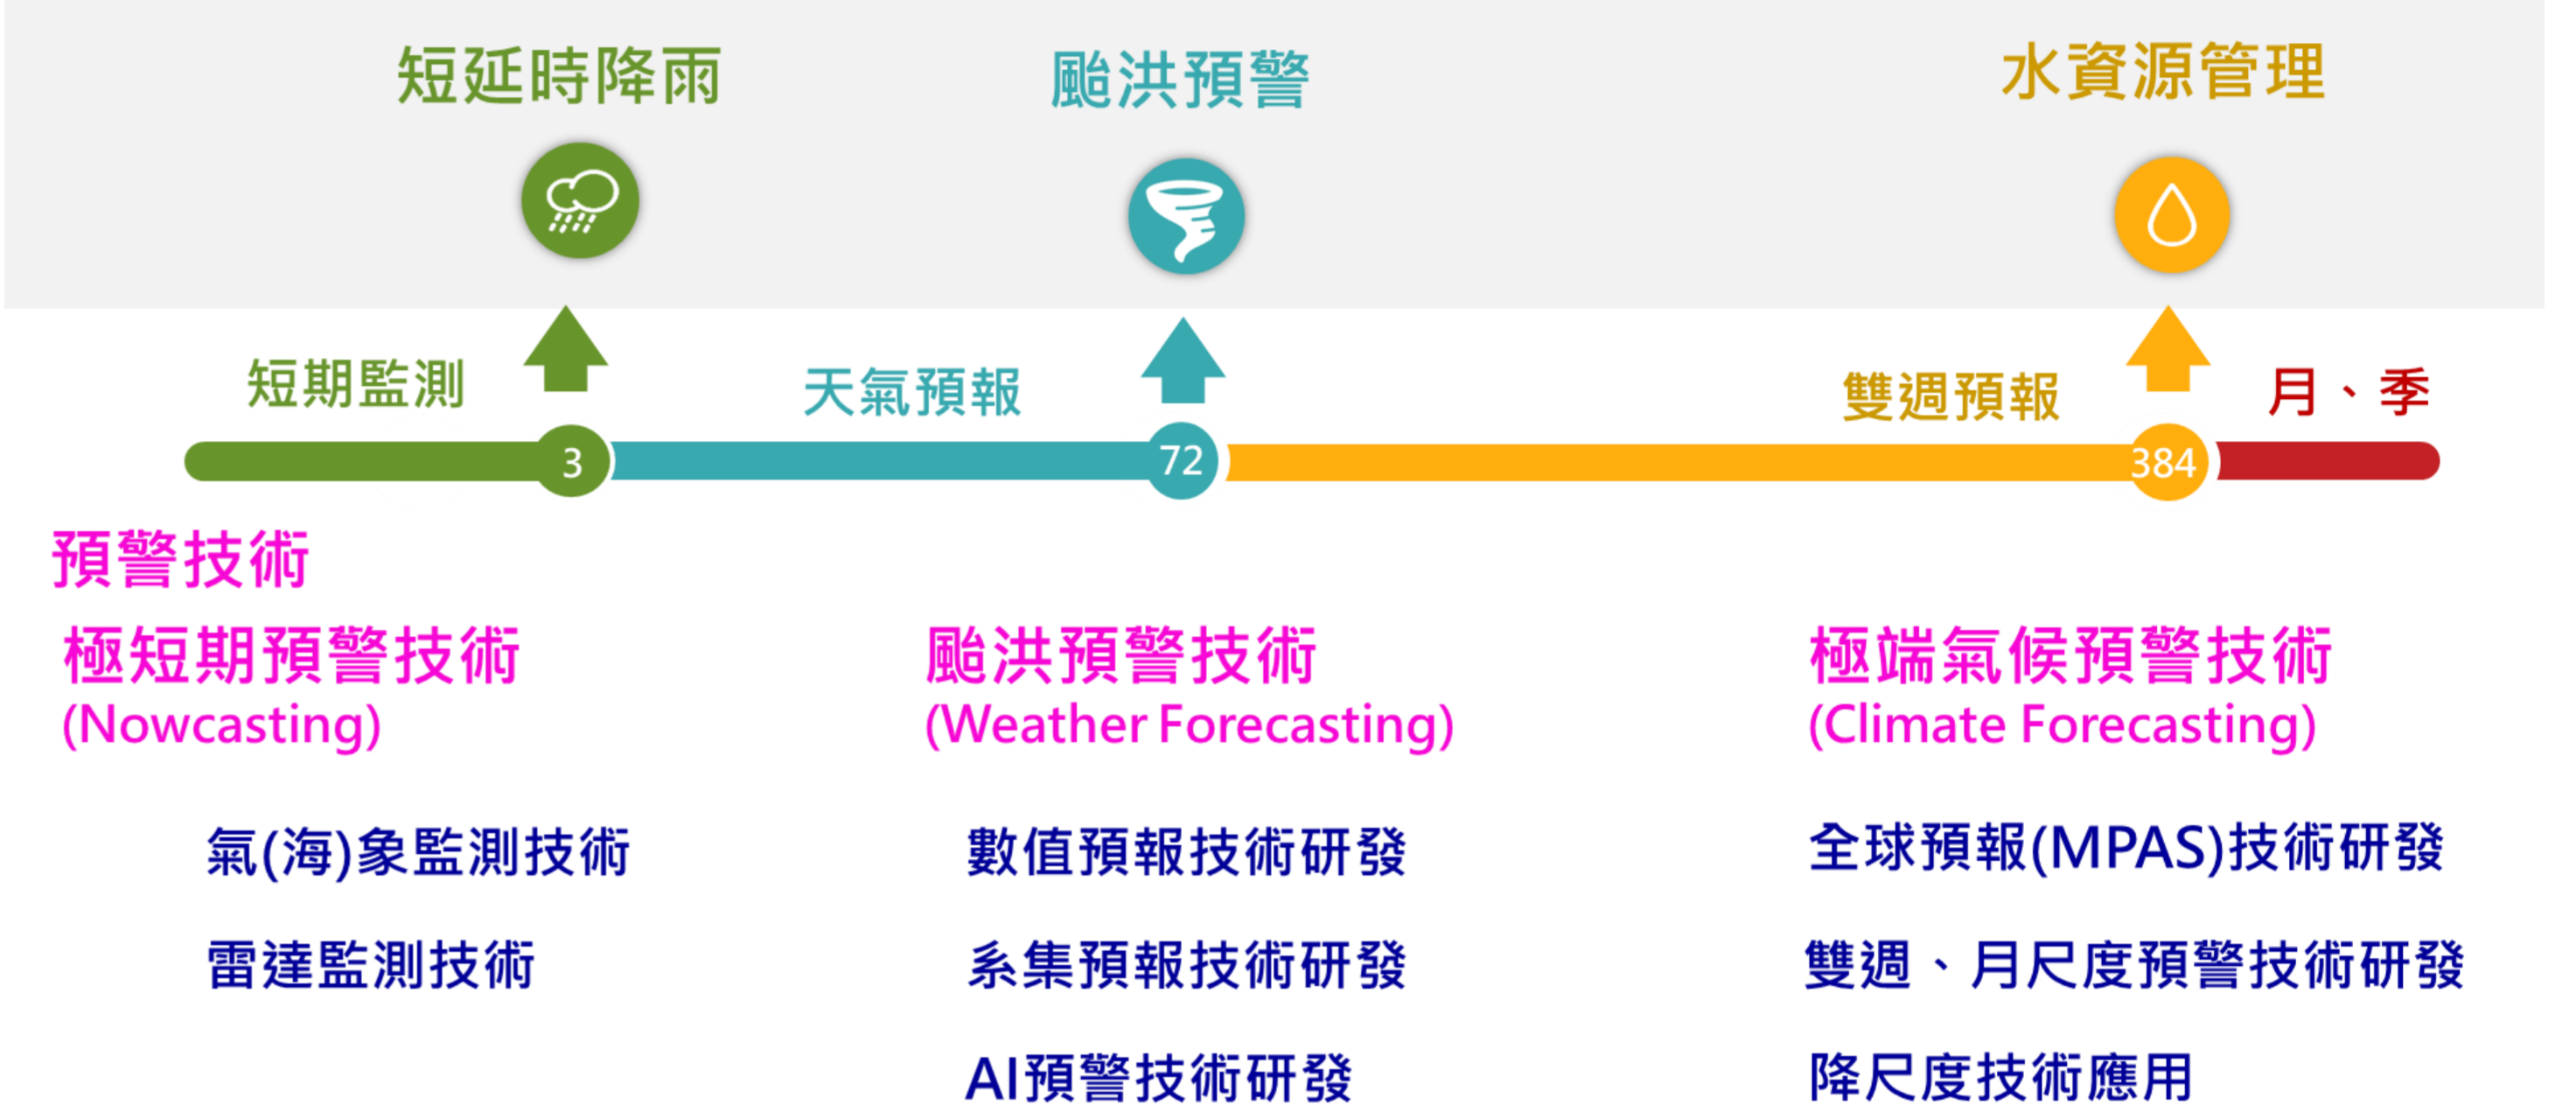 短延時降雨
颱洪預警
水資源管理
短期監測
天氣預報
雙週預報
月、季
3
72
384
預警技術
極短期預警技術
(Nowcasting)
氣(海)象監測技術
雷達監測技術
颱洪預警技術
(Weather Forecasting)
數值預報技術研發
系集預報技術研發
AI預警技術研發
極端氣候預警技術
(Climate Forecasting)
全球預報(MPAS)技術研發
雙週、月尺度預警技術研發
降尺度技術應用